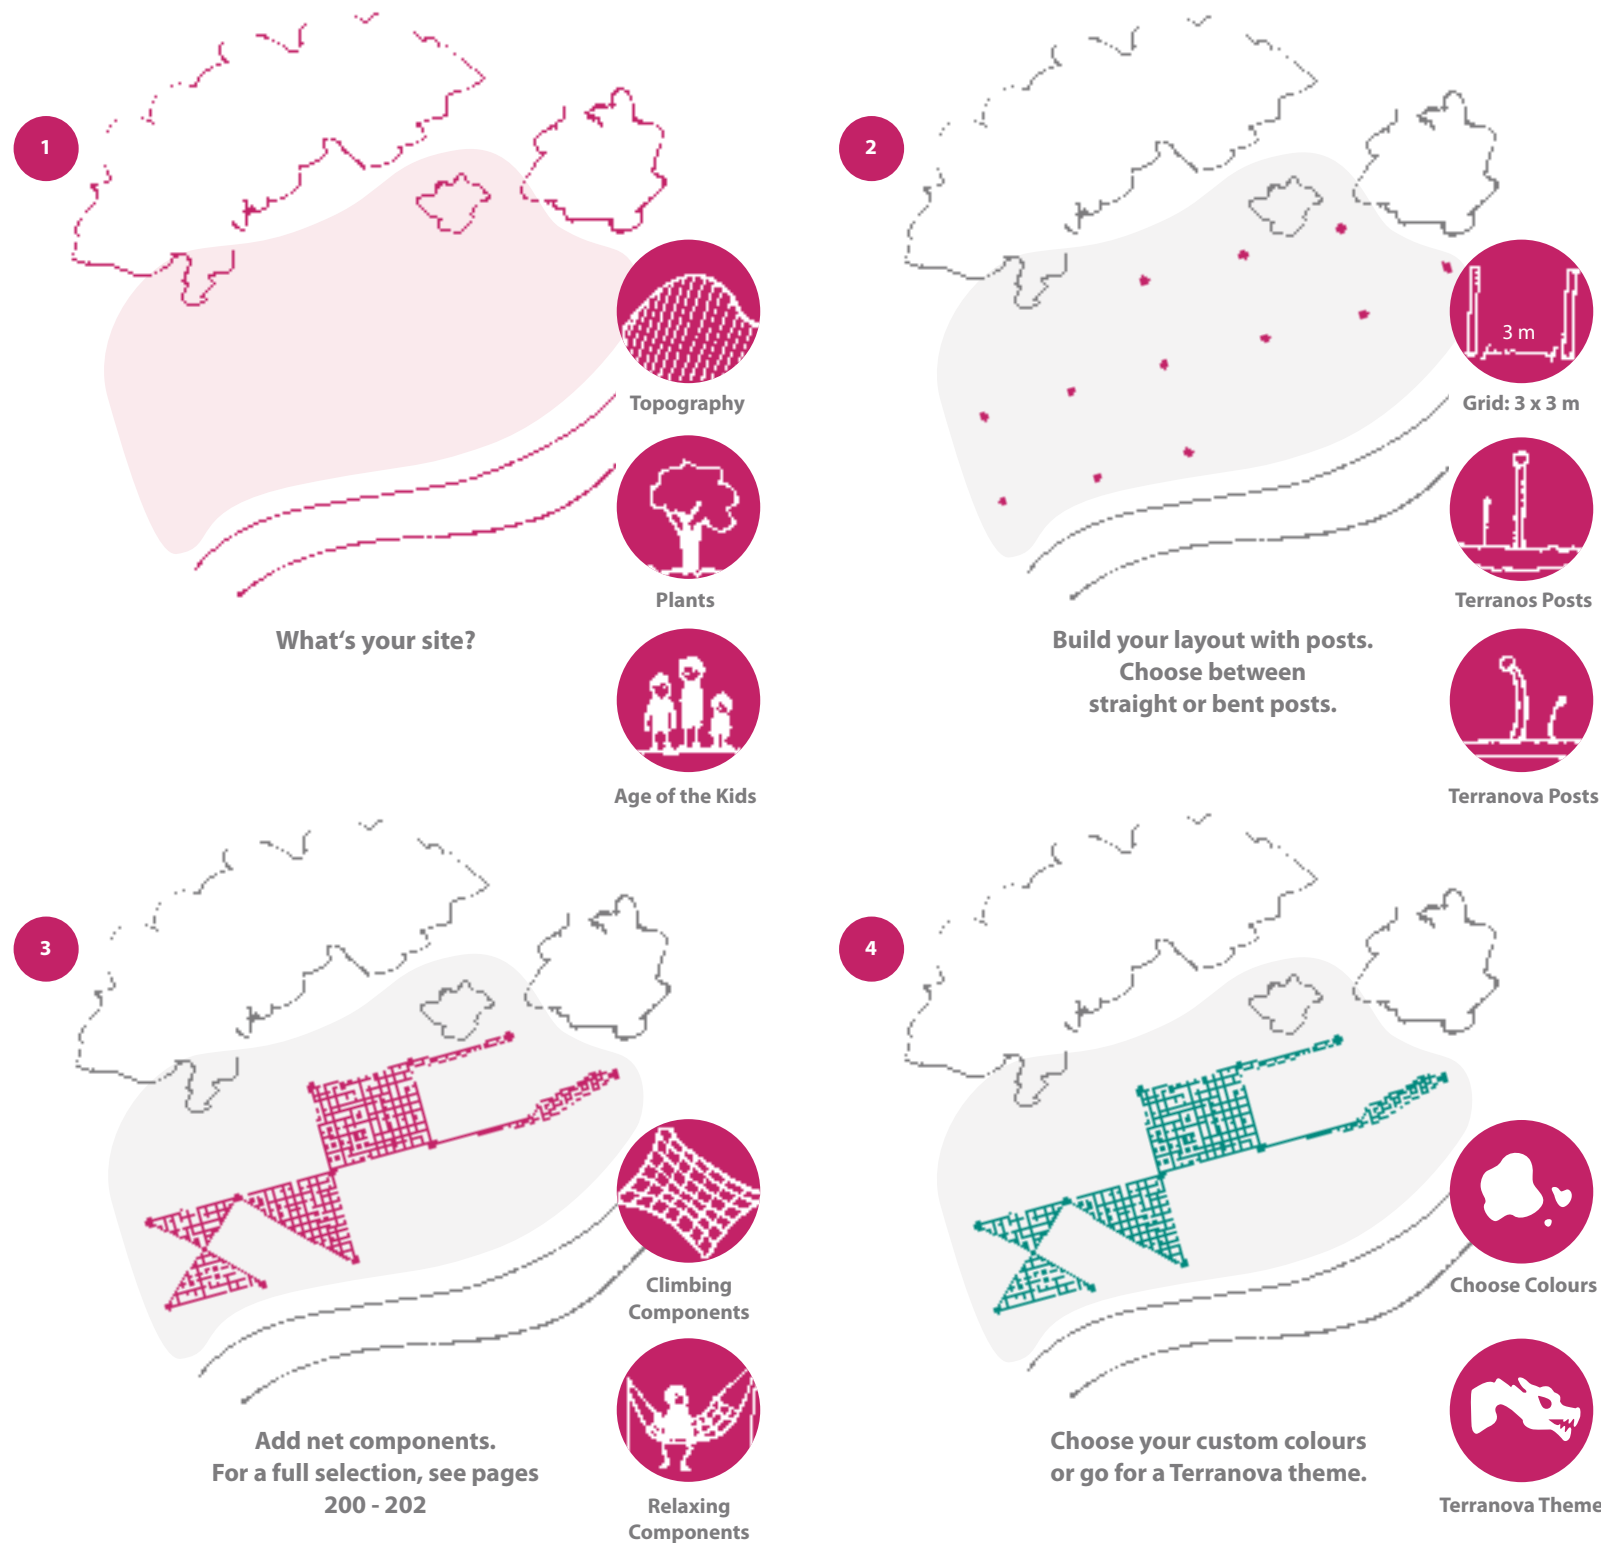 1
Topography
Plants
What‘s your site?
Age of the Kids
2
3 m
Grid: 3 x 3 m
Terranos Posts
Build your layout with posts.
Choose between
straight or bent posts.
Terranova Posts
3
Climbing
Components
Add net components.
For a full selection, see pages
200 - 202
Relaxing
Components
4
Choose Colours
Choose your custom colours
or go for a Terranova theme.
Terranova Theme